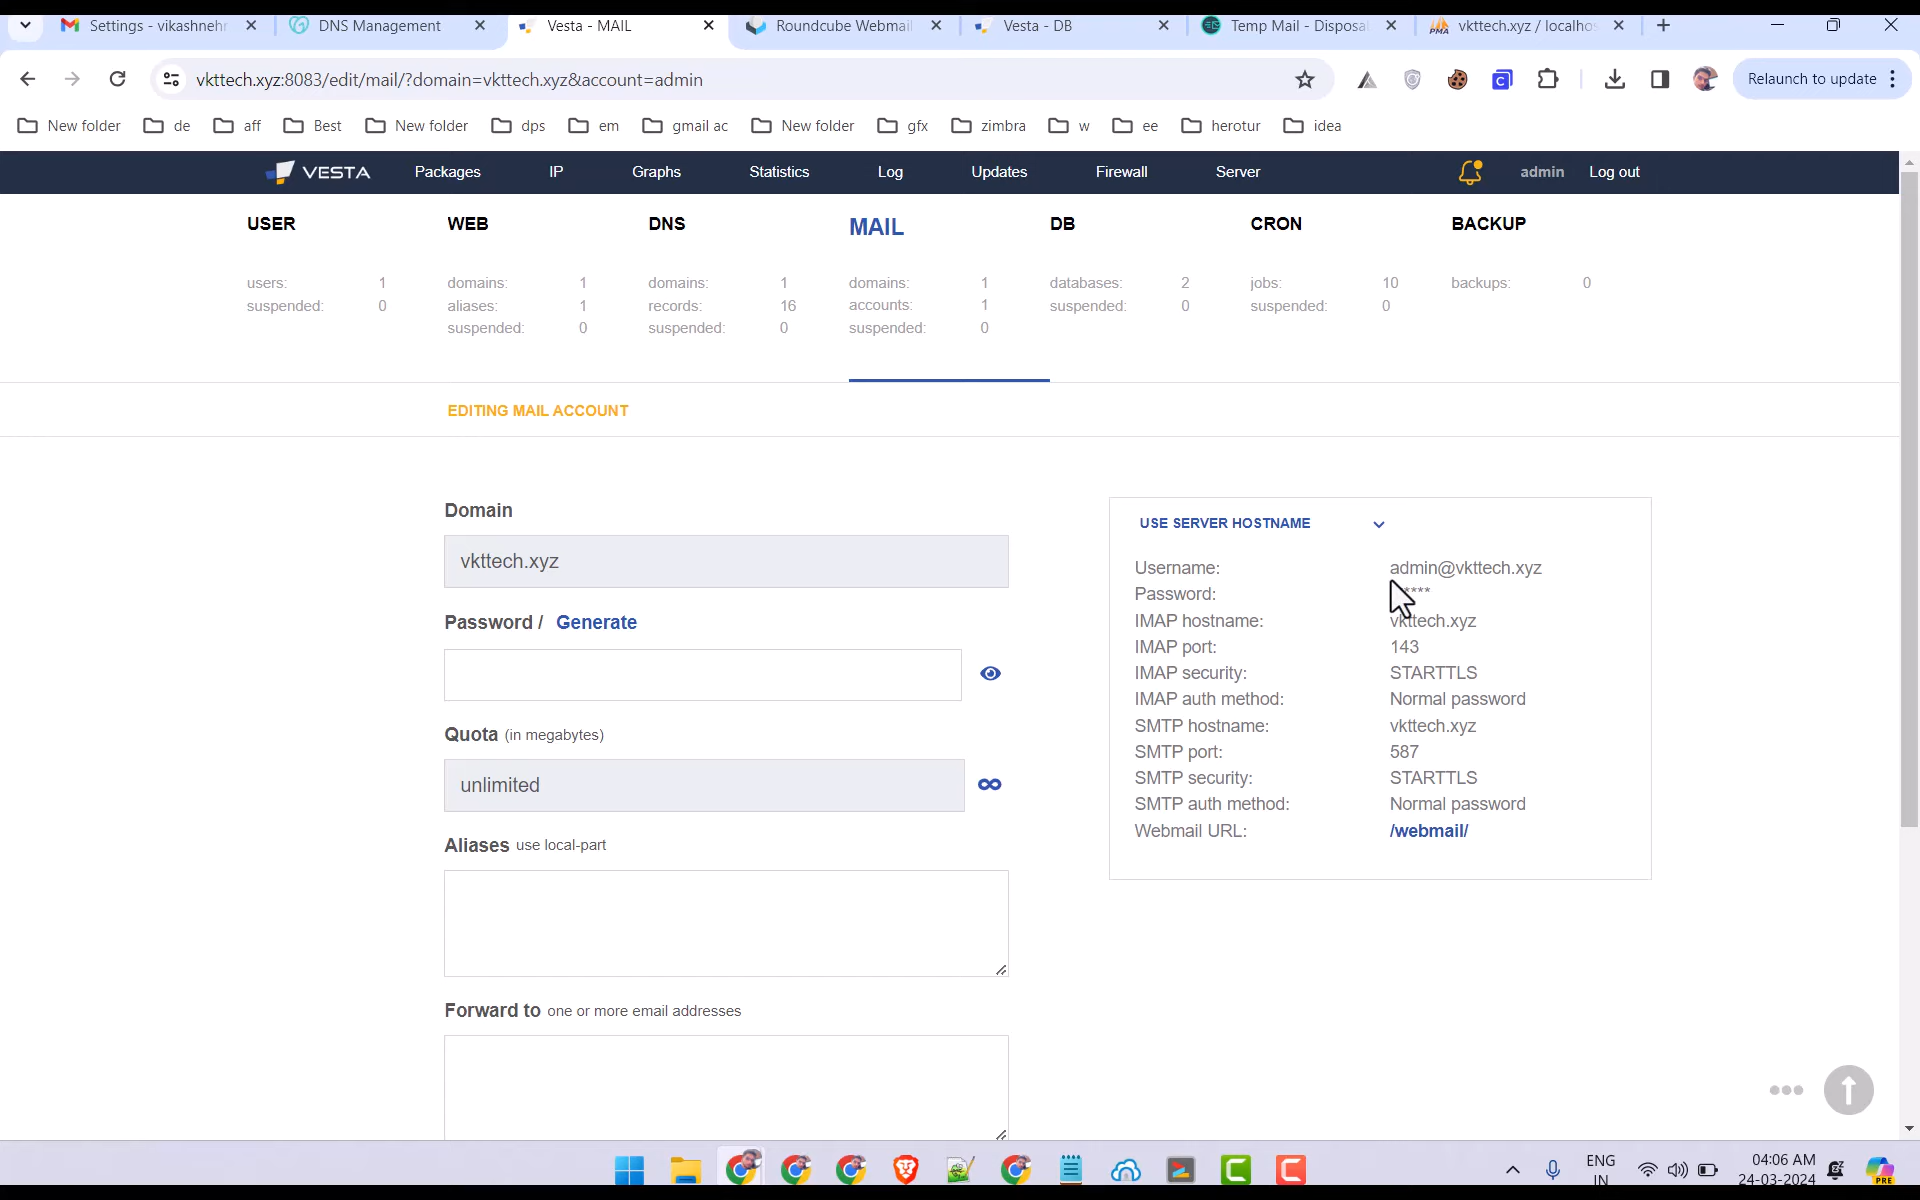 Settings - vikashnehr
DNS Management
Vesta - MAIL
Roundcube Webmail
Vesta - DB
Temp Mail - Disposal
vkttech.xyz / localhos
vkttech.xyz:8083/edit/mail/?domain=vkttech.xyz&account=admin
Relaunch to update
New folder
de
aff
Best
New folder
dps
em
gmail ac
New folder
gfx
zimbra
w
ee
herotur
idea
VESTA
Packages
IP
Graphs
Statistics
Log
Updates
Firewall
Server
admin
Log out
USER
WEB
DNS
MAIL
DB
CRON
BACKUP
users: 1
domains: 1
domains: 1
domains: 1
databases: 2
jobs: 10
backups: 0
suspended: 0
aliases: 1
records: 16
accounts: 1
suspended: 0
suspended: 0
suspended: 0
suspended: 0
suspended: 0
EDITING MAIL ACCOUNT
Domain
vkttech.xyz
Password / Generate
Quota (in megabytes)
unlimited
Aliases use local-part
Forward to one or more email addresses
USE SERVER HOSTNAME
Username: admin@vkttech.xyz
Password: ****
IMAP hostname: vkttech.xyz
IMAP port: 143
IMAP security: STARTTLS
IMAP auth method: Normal password
SMTP hostname: vkttech.xyz
SMTP port: 587
SMTP security: STARTTLS
SMTP auth method: Normal password
Webmail URL: /webmail/
ENG
IN
04:06 AM
24-03-2024
PRE